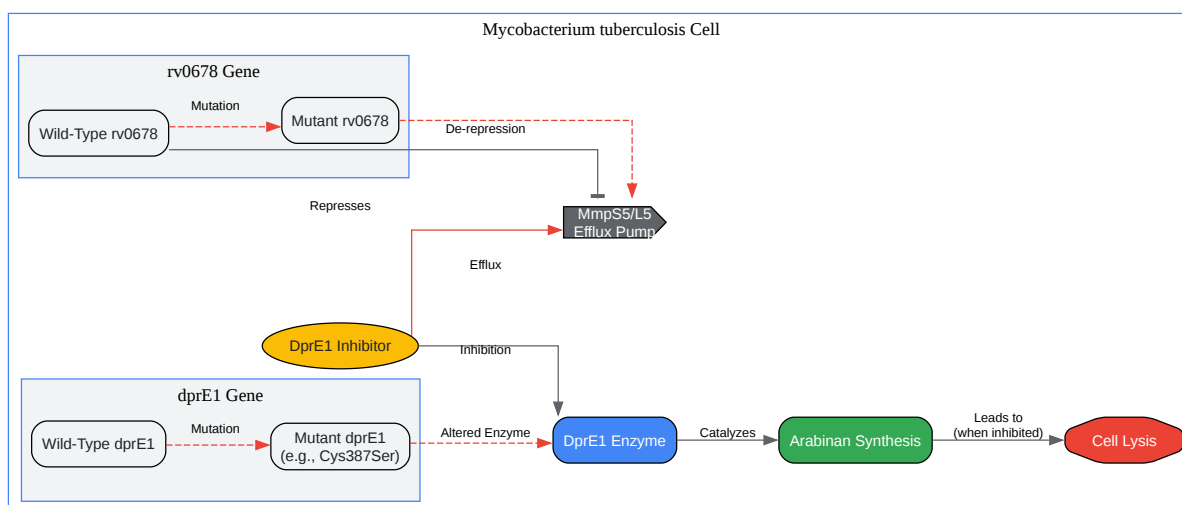 Mycobacterium tuberculosis Cell
rv0678 Gene
Wild-Type rv0678
Mutation
Mutant rv0678
De-repression
Represses
MmpS5/L5
Efflux Pump
Efflux
DprE1 Inhibitor
Inhibition
dprE1 Gene
Wild-Type dprE1
Mutation
Mutant dprE1
(e.g., Cys387Ser)
Altered Enzyme
DprE1 Enzyme
Catalyzes
Arabinan Synthesis
Leads to
(when inhibited)
Cell Lysis